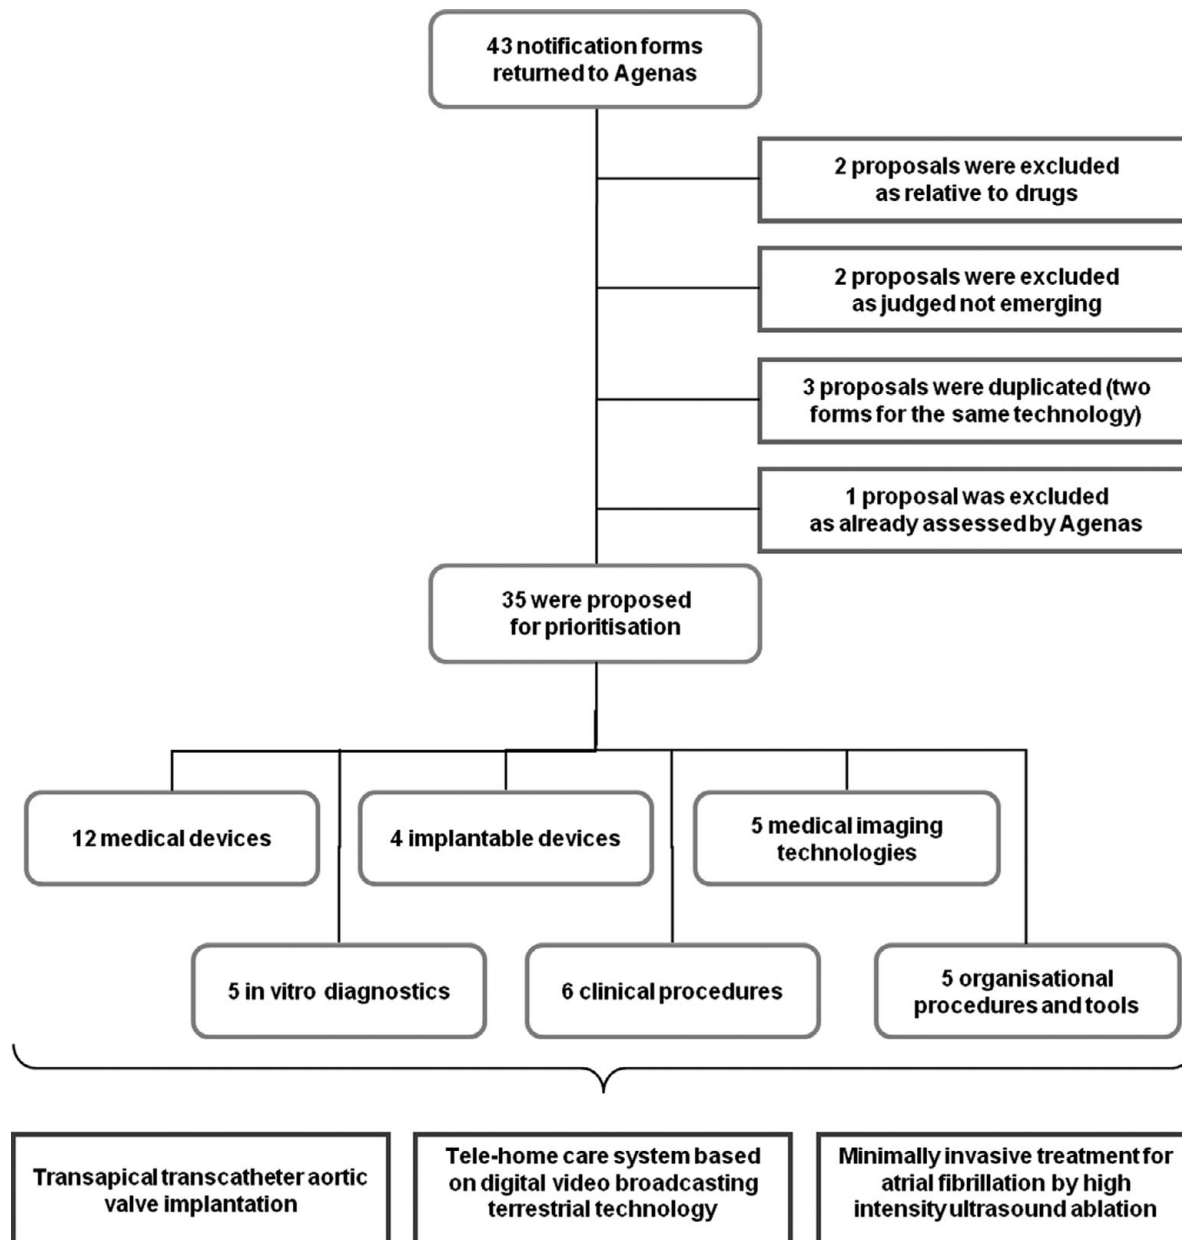 43 notification forms
returned to Agenas
2 proposals were excluded
as relative to drugs
2 proposals were excluded
as judged not emerging
3 proposals were duplicated (two
forms for the same technology)
1 proposal was excluded
as already assessed by Agenas
35 were proposed
for prioritisation
12 medical devices
4 implantable devices
5 medical imaging
technologies
5 in vitro diagnostics
6 clinical procedures
5 organisational
procedures and tools
Transapical transcatheter aortic
valve implantation
Tele-home care system based
on digital video broadcasting
terrestrial technology
Minimally invasive treatment for
atrial fibrillation by high
intensity ultrasound ablation